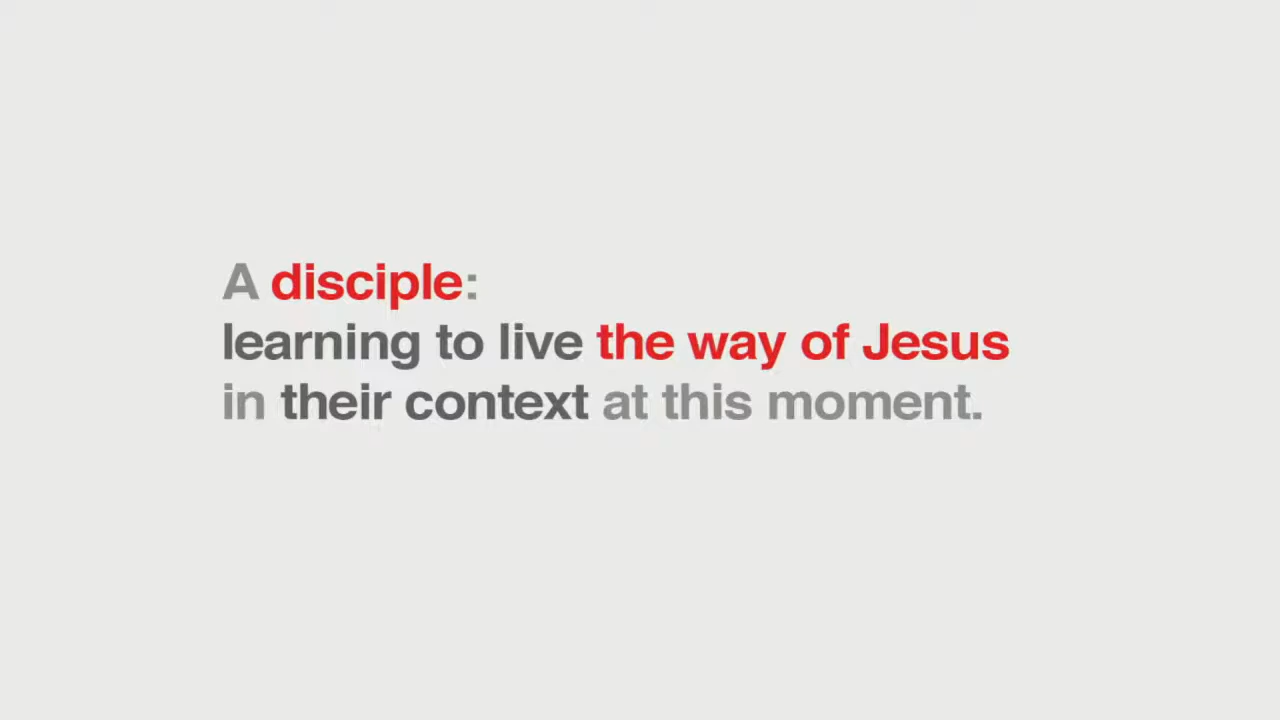 A disciple:
learning to live the way of Jesus
in their context at this moment.